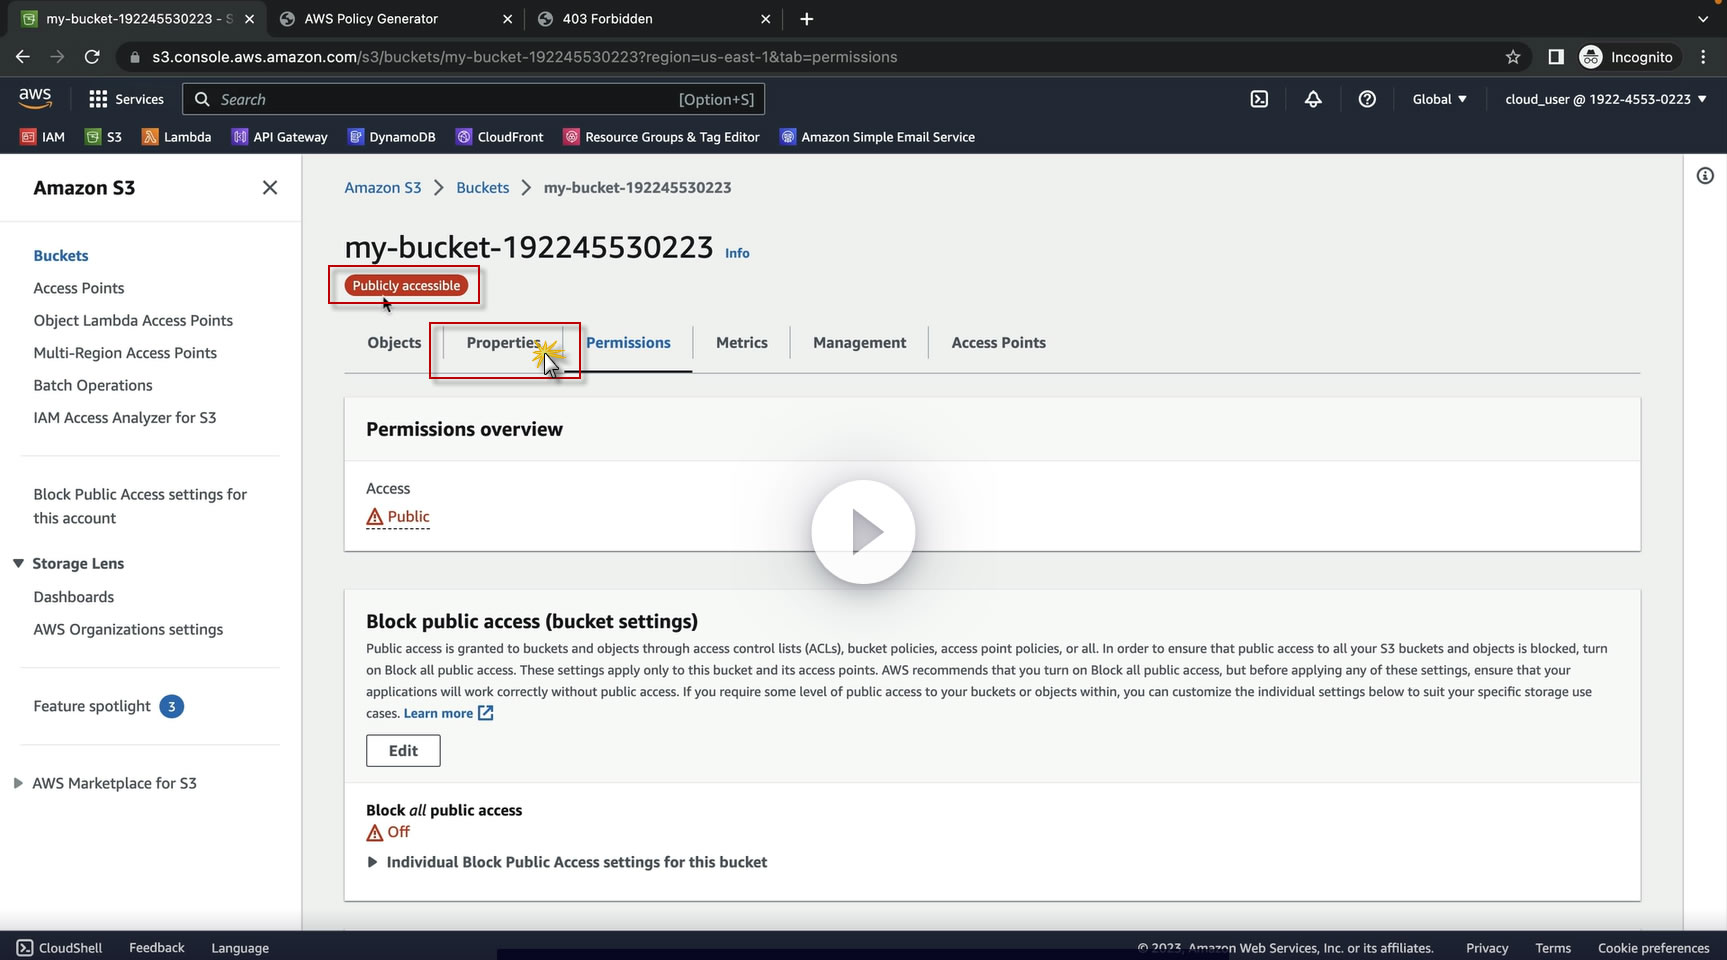 my-bucket-192245530223 - S
AWS Policy Generator
403 Forbidden
s3.console.aws.amazon.com/s3/buckets/my-bucket-192245530223?region=us-east-1&tab=permissions
Incognito
aws
Services
Search
[Option+S]
Global
cloud_user @ 1922-4553-0223
IAM
S3
Lambda
API Gateway
DynamoDB
CloudFront
Resource Groups & Tag Editor
Amazon Simple Email Service
Amazon S3
Buckets
Access Points
Object Lambda Access Points
Multi-Region Access Points
Batch Operations
IAM Access Analyzer for S3
Block Public Access settings for
this account
Storage Lens
Dashboards
AWS Organizations settings
Feature spotlight 3
AWS Marketplace for S3
Amazon S3 > Buckets > my-bucket-192245530223
my-bucket-192245530223 Info
Publicly accessible
Objects
Properties
Permissions
Metrics
Management
Access Points
Permissions overview
Access
Public
Block public access (bucket settings)
Public access is granted to buckets and objects through access control lists (ACLs), bucket policies, access point policies, or all. In order to ensure that public access to all your S3 buckets and objects is blocked, turn
on Block all public access. These settings apply only to this bucket and its access points. AWS recommends that you turn on Block all public access, but before applying any of these settings, ensure that your
applications will work correctly without public access. If you require some level of public access to your buckets or objects within, you can customize the individual settings below to suit your specific storage use
cases. Learn more
Edit
Block all public access
Off
Individual Block Public Access settings for this bucket
CloudShell
Feedback
Language
© 2023, Amazon Web Services, Inc. or its affiliates.
Privacy
Terms
Cookie preferences